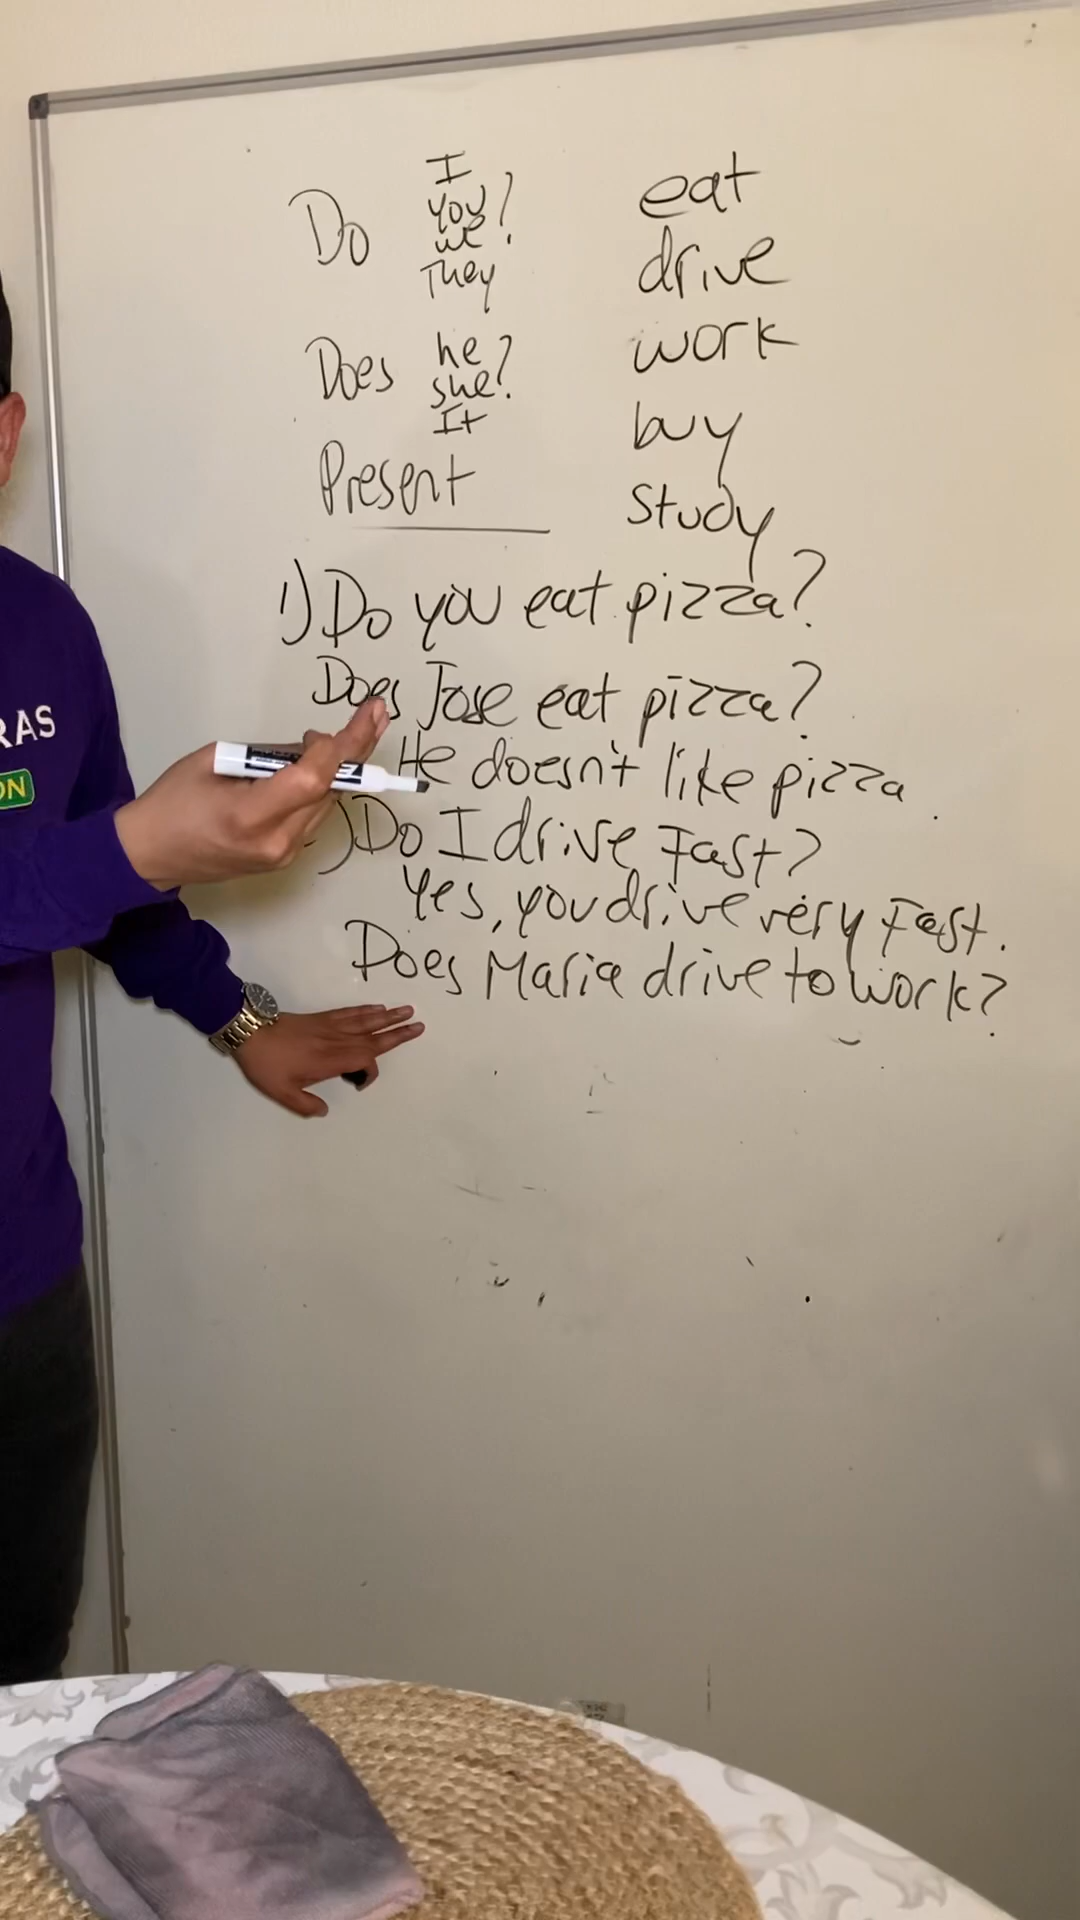 Do
I
you
we
They
?
Does
he
she
It
?
Present
eat
drive
work
buy
study
1) Do you eat pizza?
Does Jose eat pizza?
He doesn't like pizza
) Do I drive Fast?
Yes, you drive very Fast.
Does Maria drive to work?
RAS
ON